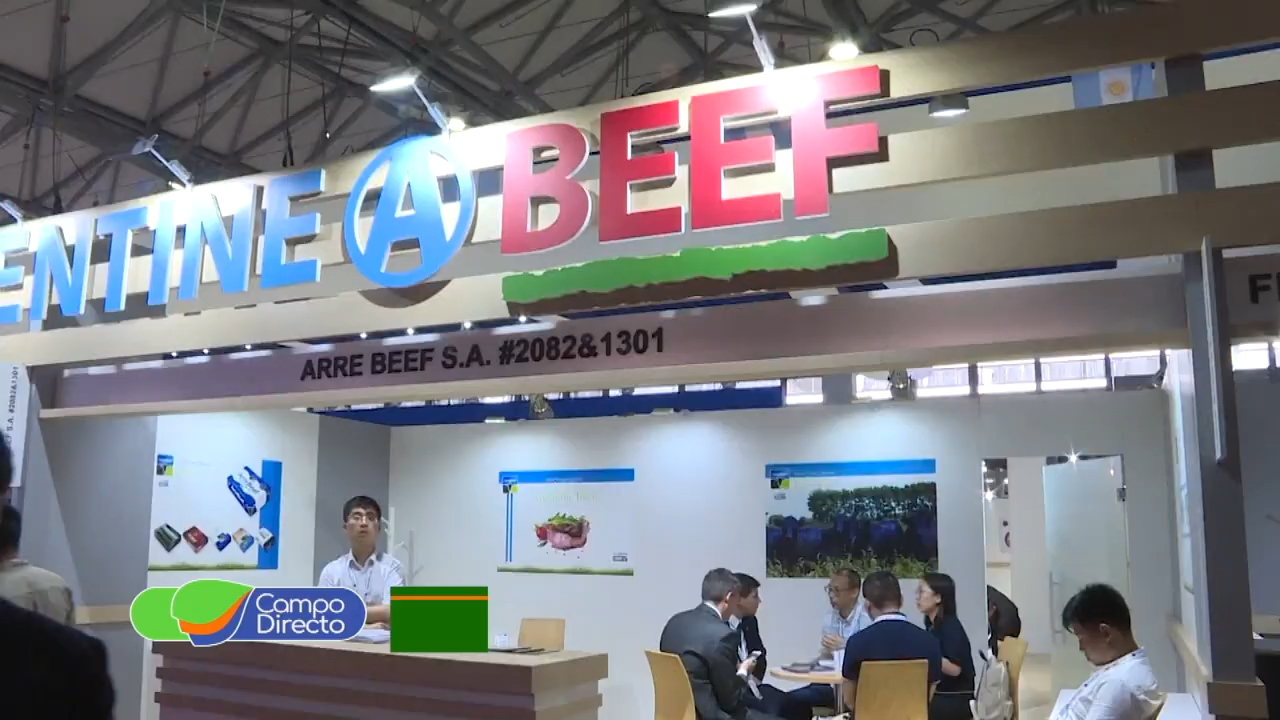 ENTINE A BEEF
ARRE BEEF S.A. #2082&1301
Campo
Directo